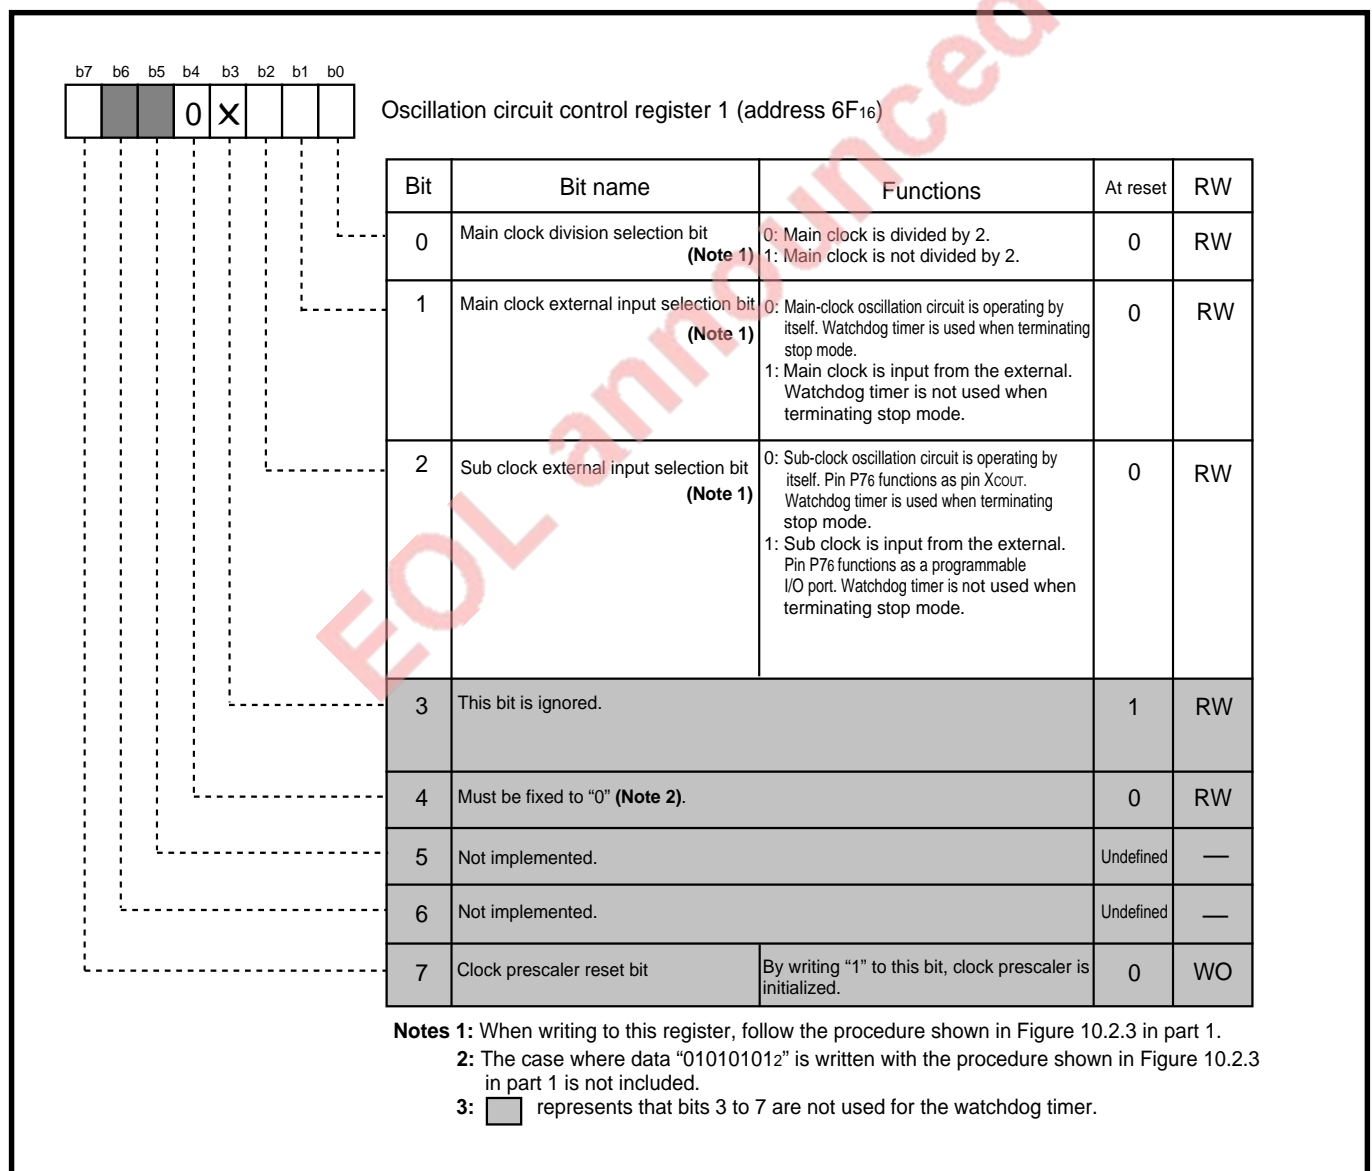 b7 b6 b5 b4 b3 b2 b1 b0
0 X
Oscillation circuit control register 1 (address 6F16)
Bit Bit name Functions At reset RW
0 Main clock division selection bit (Note 1) 0: Main clock is divided by 2. 0 RW
1: Main clock is not divided by 2.
1 Main clock external input selection bit (Note 1) 0: Main-clock oscillation circuit is operating by 0 RW
itself. Watchdog timer is used when terminating
stop mode.
1: Main clock is input from the external.
Watchdog timer is not used when
terminating stop mode.
2 Sub clock external input selection bit (Note 1) 0: Sub-clock oscillation circuit is operating by 0 RW
itself. Pin P76 functions as pin XCOUT.
Watchdog timer is used when terminating
stop mode.
1: Sub clock is input from the external.
Pin P76 functions as a programmable
I/O port. Watchdog timer is not used when
terminating stop mode.
3 This bit is ignored. 1 RW
4 Must be fixed to “0” (Note 2). 0 RW
5 Not implemented. Undefined —
6 Not implemented. Undefined —
7 Clock prescaler reset bit By writing “1” to this bit, clock prescaler is 0 WO
initialized.
Notes 1: When writing to this register, follow the procedure shown in Figure 10.2.3 in part 1.
2: The case where data “010101012” is written with the procedure shown in Figure 10.2.3
in part 1 is not included.
3: represents that bits 3 to 7 are not used for the watchdog timer.
EOL announced